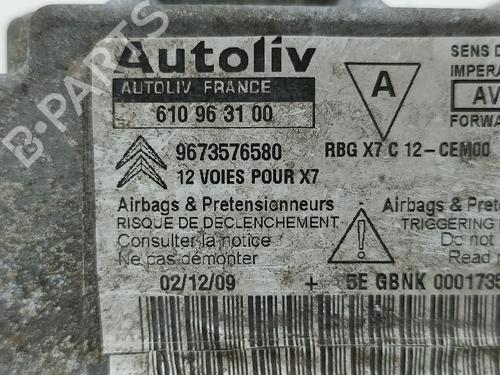 Autoliv
AUTOLIV FRANCE
610 96 31 00
A
SENS D
IMPERA
AV
FORWA
9673576580
RBG X7 C 12-CEM00
12 VOIES POUR X7
Airbags & Pretensionneurs
RISQUE DE DECLENCHEMENT
Consulter la notice
Ne pas démonter
- Airbags & Prete
TRIGGERING
Do not
Read m
02/12/09 + 5E GBNK 0001735
B-PARTS